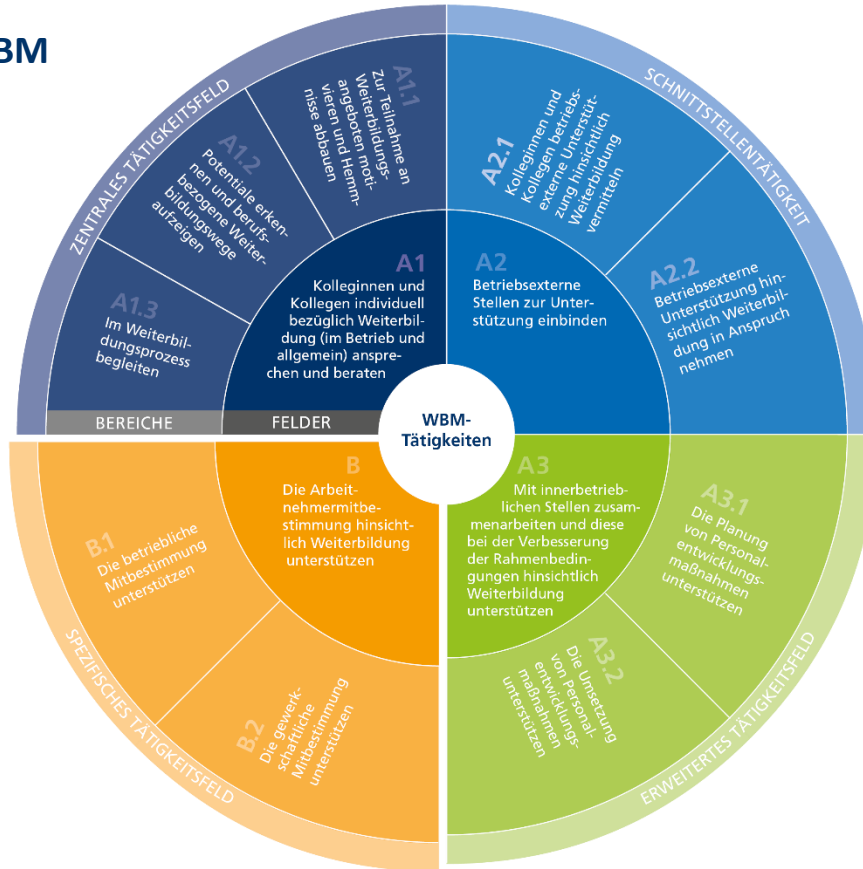 BM
ZENTRALES TÄTIGKEITSFELD
A1.1
Zur Teilnahme an
Weiterbildungs-
angeboten moti-
vieren und Hemm-
nisse abbauen
A1.2
Potentiale erken-
nen und berufs-
bezogene Weiter-
bildungswege
aufzeigen
A1.3
Im Weiterbil-
dungsprozess
begleiten
A1
Kolleginnen und
Kollegen individuell
bezüglich Weiterbil-
dung (im Betrieb und
allgemein) anspre-
chen und beraten
BEREICHE
FELDER
SCHNITTSTELLENTÄTIGKEIT
A2.1
Kolleginnen und
Kollegen betriebs-
externe Unterstüt-
zung hinsichtlich
Weiterbildung
vermitteln
A2.2
Betriebsexterne
Unterstützung hin-
sichtlich Weiterbil-
dung in Anspruch
nehmen
A2
Betriebsexterne
Stellen zur Unter-
stützung einbinden
WBM-
Tätigkeiten
B
Die Arbeit-
nehmermitbe-
stimmung hinsicht-
lich Weiterbildung
unterstützen
B.1
Die betriebliche
Mitbestimmung
unterstützen
B.2
Die gewerk-
schaftliche
Mitbestimmung
unterstützen
SPEZIFISCHES TÄTIGKEITSFELD
A3
Mit innerbetrieb-
lichen Stellen zusam-
menarbeiten und diese
bei der Verbesserung
der Rahmenbedin-
gungen hinsichtlich
Weiterbildung
unterstützen
A3.1
Die Planung
von Personal-
entwicklungs-
maßnahmen
unterstützen
A3.2
Die Umsetzung
von Personal-
entwicklungs-
maßnahmen
unterstützen
ERWEITERTES TÄTIGKEITSFELD